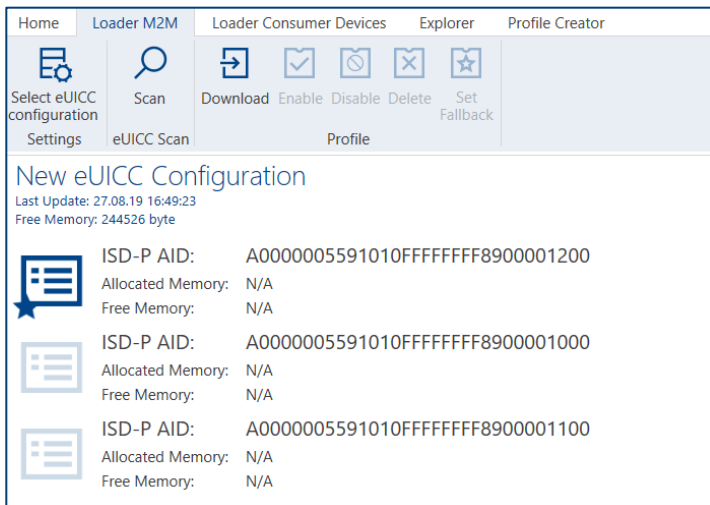 Home Loader M2M Loader Consumer Devices Explorer Profile Creator
Select eUICC configuration Scan Download Enable Disable Delete Set Fallback
Settings eUICC Scan Profile
New eUICC Configuration
Last Update: 27.08.19 16:49:23
Free Memory: 244526 byte
ISD-P AID: A0000005591010FFFFFFFF8900001200
Allocated Memory: N/A
Free Memory: N/A
ISD-P AID: A0000005591010FFFFFFFF8900001000
Allocated Memory: N/A
Free Memory: N/A
ISD-P AID: A0000005591010FFFFFFFF8900001100
Allocated Memory: N/A
Free Memory: N/A